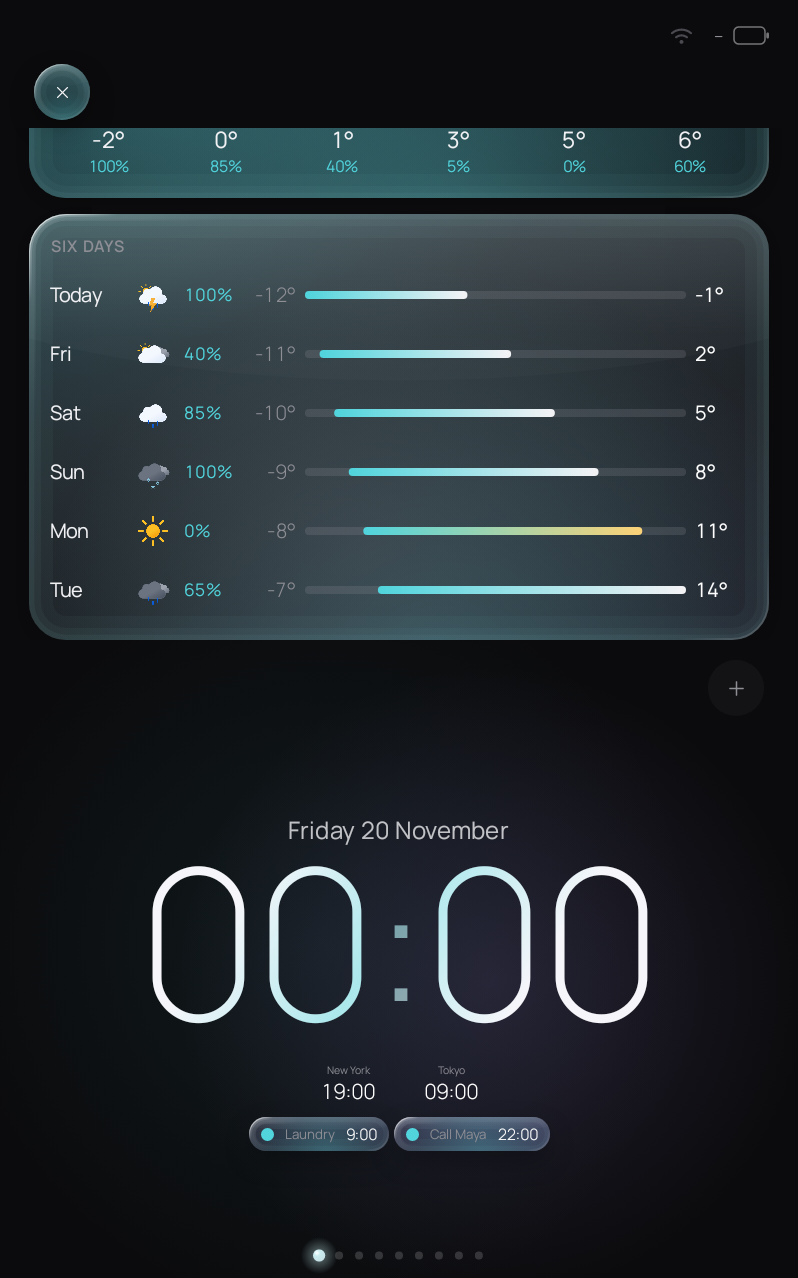 -2° 0° 1° 3° 5° 6°
100% 85% 40% 5% 0% 60%
SIX DAYS
Today 100% -12° -1°
Fri 40% -11° 2°
Sat 85% -10° 5°
Sun 100% -9° 8°
Mon 0% -8° 11°
Tue 65% -7° 14°
Friday 20 November
00:00
New York Tokyo
19:00 09:00
Laundry 9:00 Call Maya 22:00